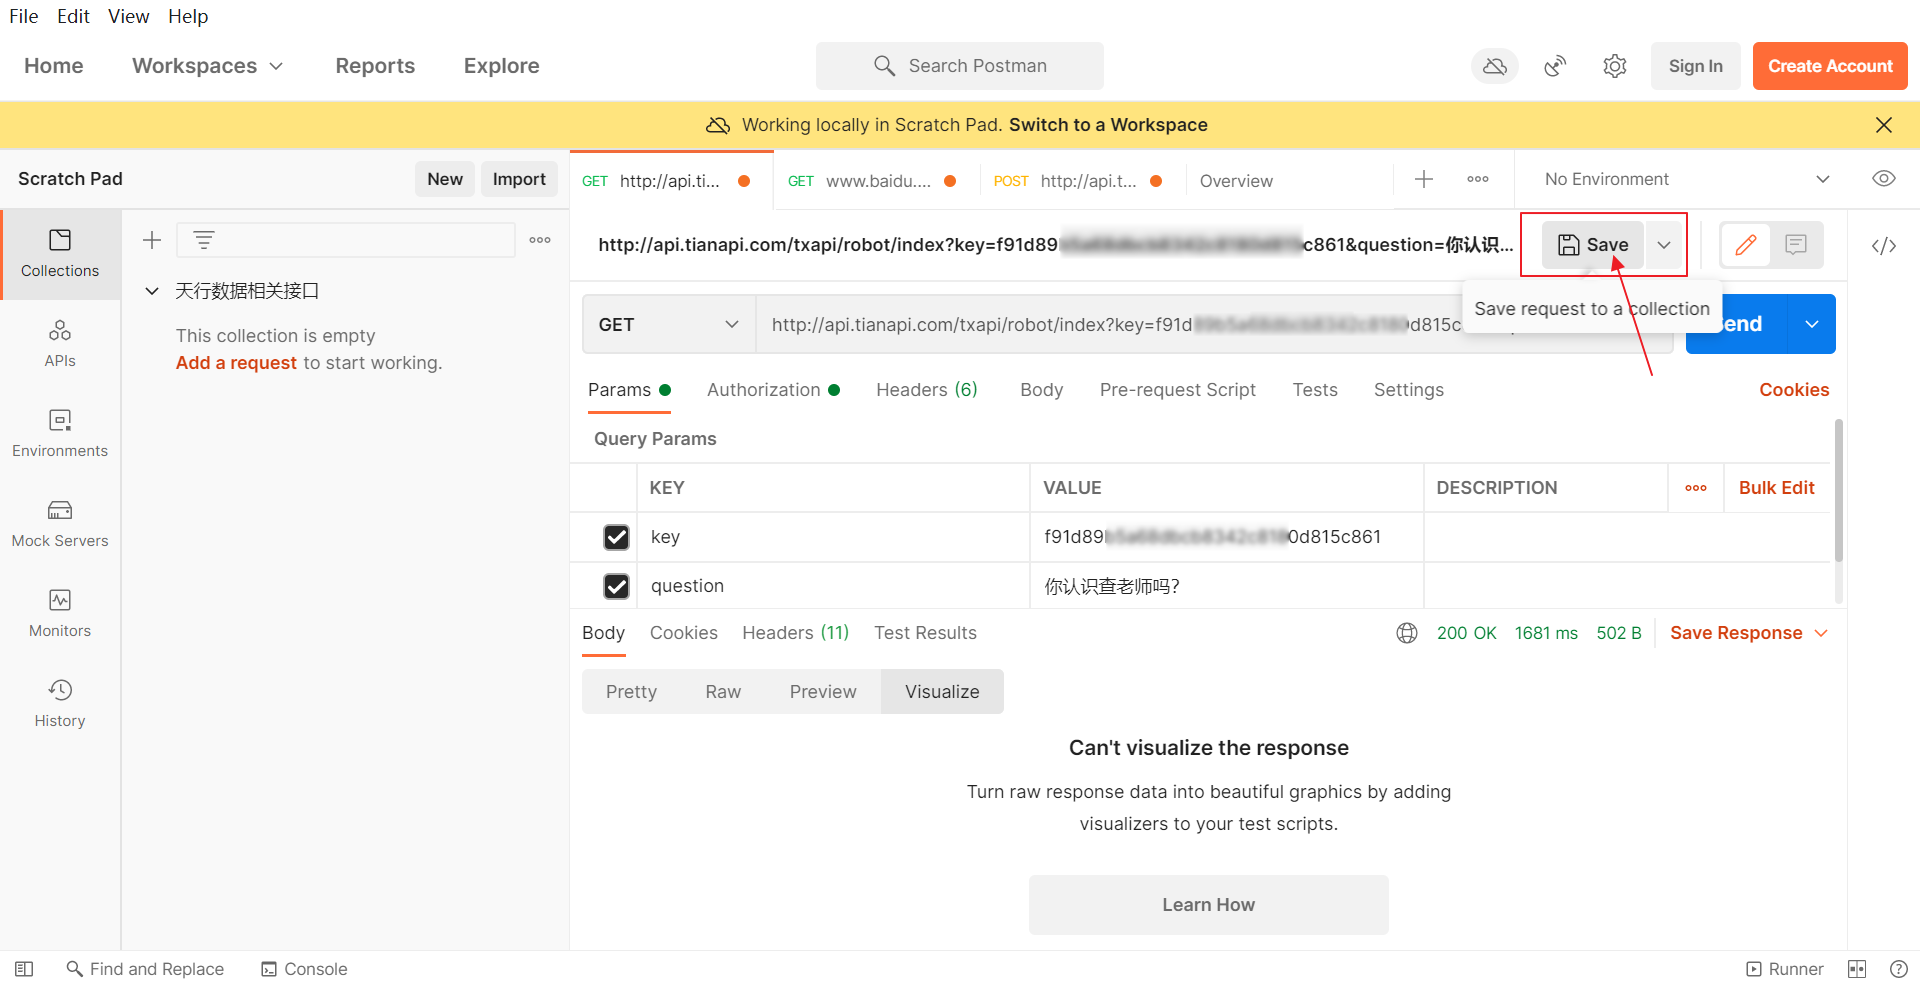 File Edit View Help
Home Workspaces Reports Explore Search Postman Sign In Create Account
Working locally in Scratch Pad. Switch to a Workspace
Scratch Pad New Import GET http://api.ti... GET www.baidu.... POST http://api.t... Overview No Environment
http://api.tianapi.com/txapi/robot/index?key=f91d89 c861&question=你认识... Save
Collections
天行数据相关接口
Save request to a collection
GET http://api.tianapi.com/txapi/robot/index?key=f91d d815c end
This collection is empty
Add a request to start working.
APIs
Params Authorization Headers (6) Body Pre-request Script Tests Settings Cookies
Query Params
Environments
KEY VALUE DESCRIPTION Bulk Edit
key f91d89 0d815c861
Mock Servers
question 你认识查老师吗?
Monitors
Body Cookies Headers (11) Test Results 200 OK 1681 ms 502 B Save Response
Pretty Raw Preview Visualize
History
Can't visualize the response
Turn raw response data into beautiful graphics by adding
visualizers to your test scripts.
Learn How
Find and Replace Console Runner